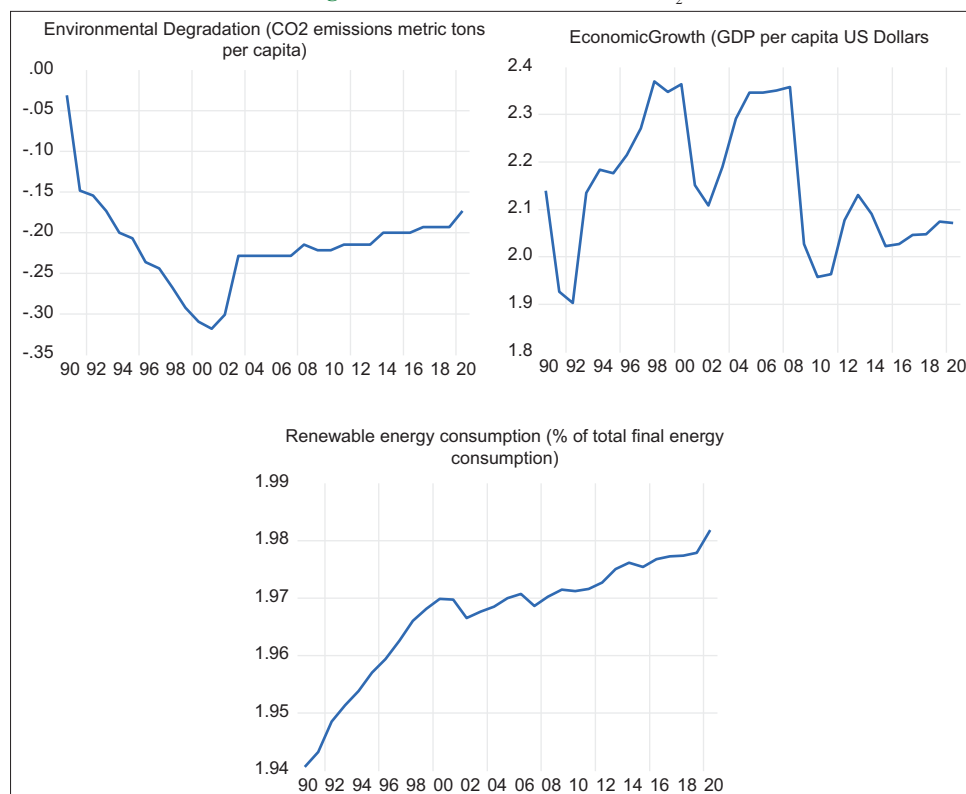 2
Environmental Degradation (CO2 emissions metric tons
per capita)
.00
-.05
-.10
-.15
-.20
-.25
-.30
-.35
90 92 94 96 98 00 02 04 06 08 10 12 14 16 18 20
EconomicGrowth (GDP per capita US Dollars
2.4
2.3
2.2
2.1
2.0
1.9
1.8
90 92 94 96 98 00 02 04 06 08 10 12 14 16 18 20
Renewable energy consumption (% of total final energy
consumption)
1.99
1.98
1.97
1.96
1.95
1.94
90 92 94 96 98 00 02 04 06 08 10 12 14 16 18 20